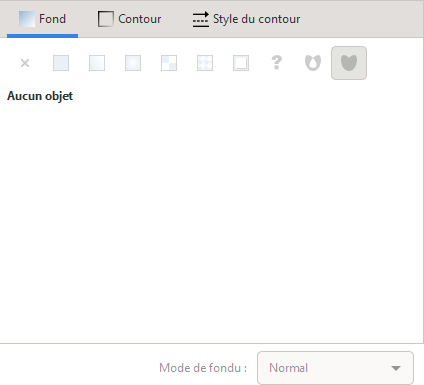 Fond Contour Style du contour
?
Aucun objet
Mode de fondu : Normal